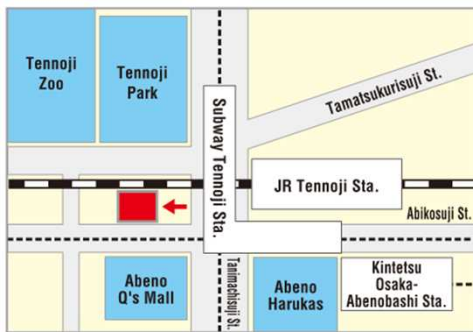 Tennoji
Zoo
Tennoji
Park
Subway Tennoji Sta.
Tamatsukurisuji St.
JR Tennoji Sta.
Abikosuji St.
Tanimachisuji St.
Abeno
Q's Mall
Abeno
Harukas
Kintetsu
Osaka-
Abenobashi Sta.